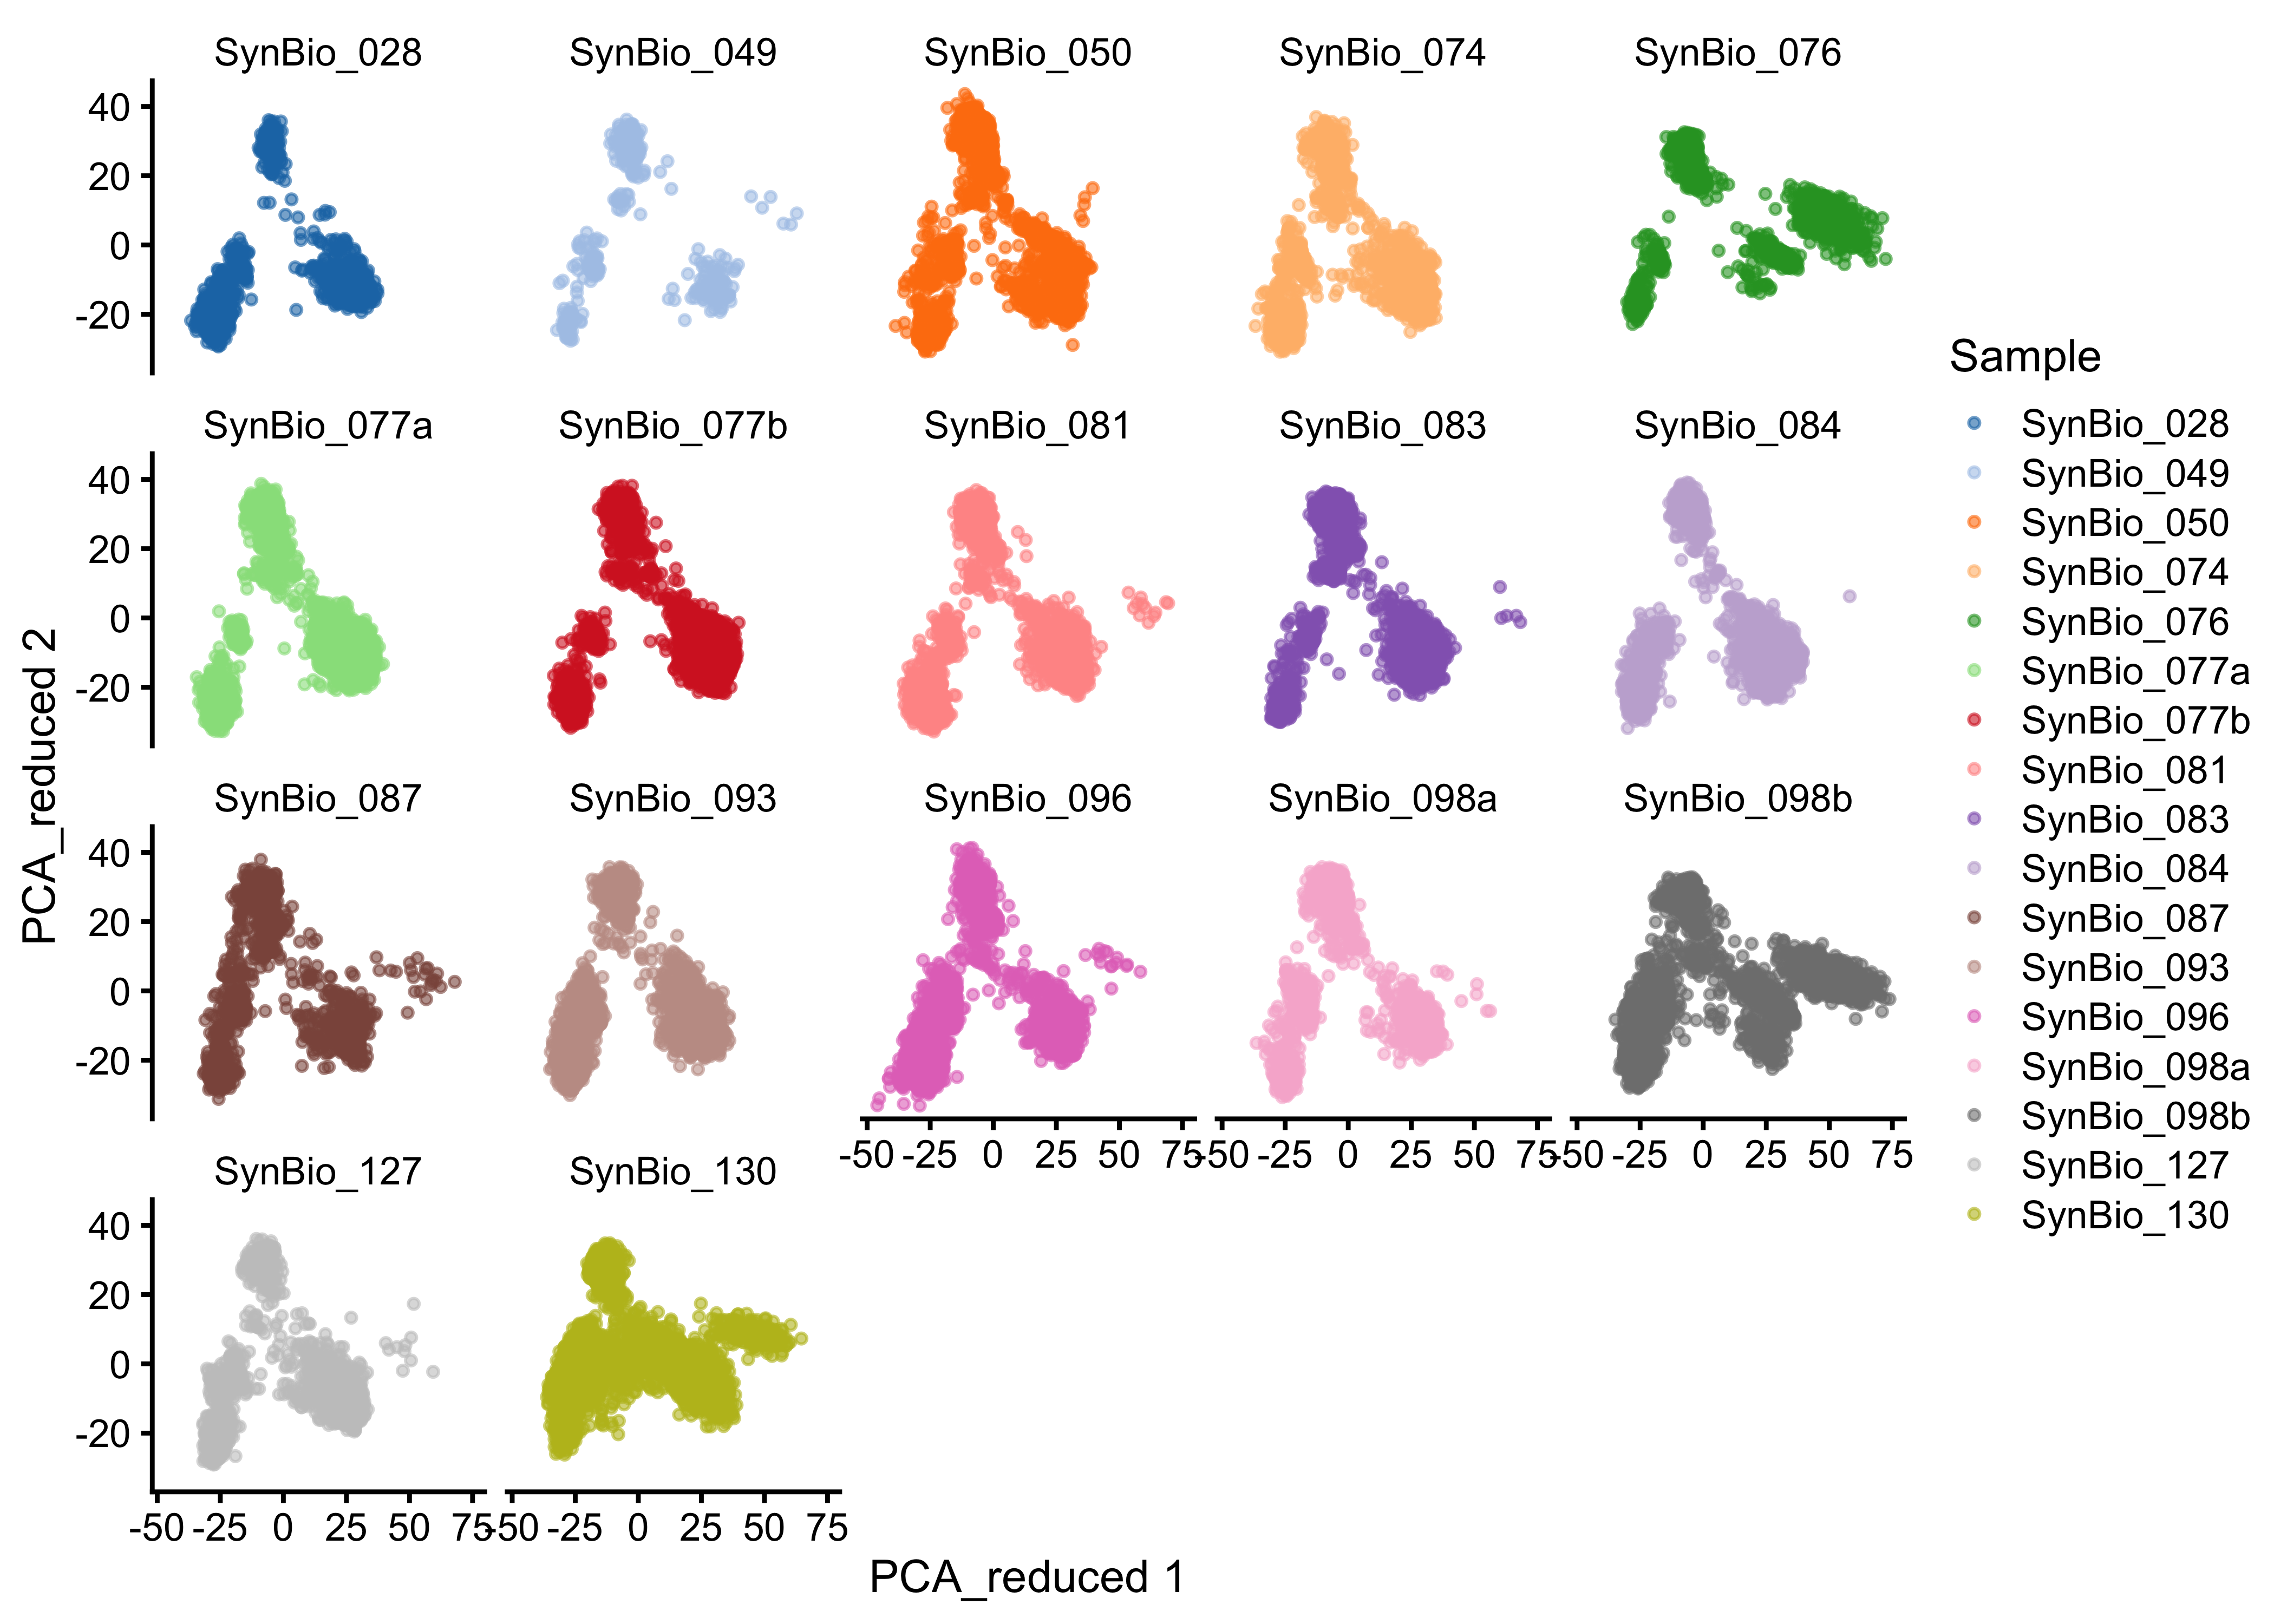 SynBio_028 SynBio_049 SynBio_050 SynBio_074 SynBio_076
40
20
0
-20
SynBio_077a SynBio_077b SynBio_081 SynBio_083 SynBio_084
40
20
0
-20
SynBio_087 SynBio_093 SynBio_096 SynBio_098a SynBio_098b
40
20
0
-20
-50 -25 0 25 50 75 -50 -25 0 25 50 75 -50 -25 0 25 50 75
SynBio_127 SynBio_130
40
20
0
-20
-50 -25 0 25 50 75 -50 -25 0 25 50 75
PCA_reduced 1
PCA_reduced 2
Sample
SynBio_028
SynBio_049
SynBio_050
SynBio_074
SynBio_076
SynBio_077a
SynBio_077b
SynBio_081
SynBio_083
SynBio_084
SynBio_087
SynBio_093
SynBio_096
SynBio_098a
SynBio_098b
SynBio_127
SynBio_130